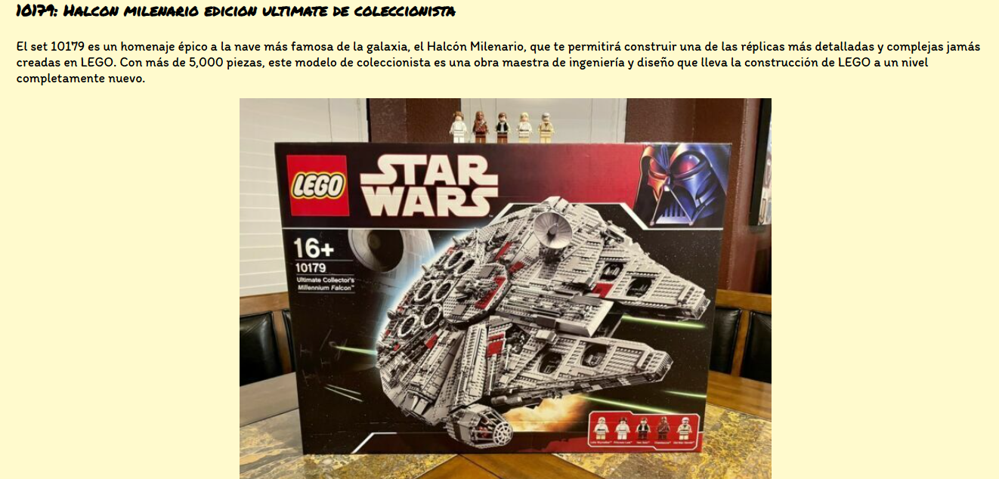 10179: Halcon milenario edicion ultimate de coleccionista
El set 10179 es un homenaje épico a la nave más famosa de la galaxia, el Halcón Milenario, que te permitirá construir una de las réplicas más detalladas y complejas jamás
creadas en LEGO. Con más de 5,000 piezas, este modelo de coleccionista es una obra maestra de ingeniería y diseño que lleva la construcción de LEGO a un nivel
completamente nuevo.
LEGO
STAR
WARS
16+
10179
Ultimate Collector's
Millennium Falcon™